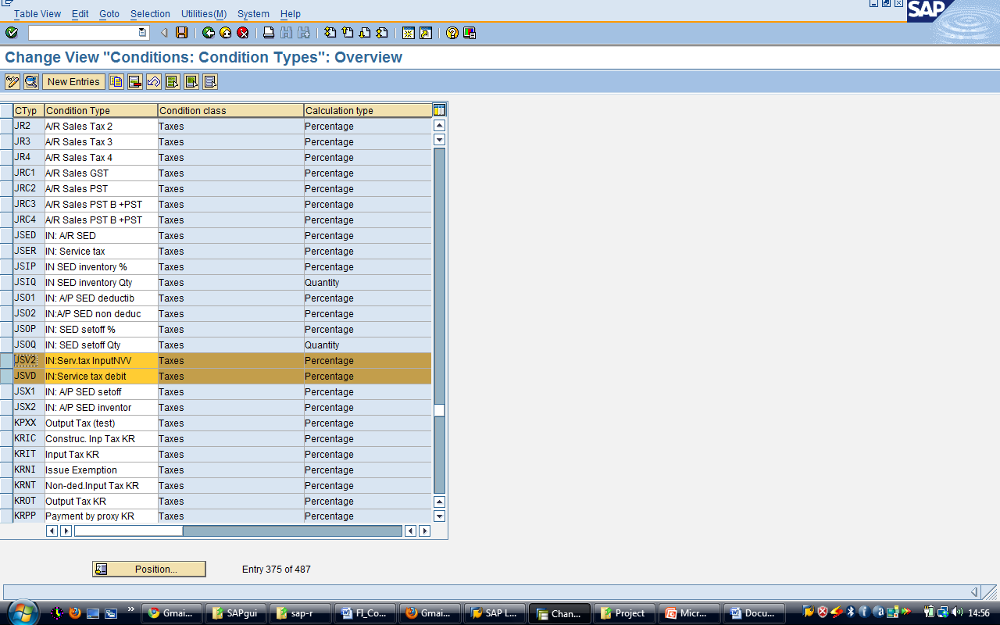 Table View Edit Goto Selection Utilities(M) System Help
SAP
Change View "Conditions: Condition Types": Overview
New Entries
CTyp Condition Type Condition class Calculation type
JR2 A/R Sales Tax 2 Taxes Percentage
JR3 A/R Sales Tax 3 Taxes Percentage
JR4 A/R Sales Tax 4 Taxes Percentage
JRC1 A/R Sales GST Taxes Percentage
JRC2 A/R Sales PST Taxes Percentage
JRC3 A/R Sales PST B +PST Taxes Percentage
JRC4 A/R Sales PST B +PST Taxes Percentage
JSED IN: A/R SED Taxes Percentage
JSER IN: Service tax Taxes Percentage
JSIP IN SED inventory % Taxes Percentage
JSIQ IN SED inventory Qty Taxes Quantity
JSO1 IN: A/P SED deductib Taxes Percentage
JSO2 IN:A/P SED non deduc Taxes Percentage
JSOP IN: SED setoff % Taxes Percentage
JSOQ IN: SED setoff Qty Taxes Quantity
JSV2 IN:Serv.tax InputNVV Taxes Percentage
JSVD IN:Service tax debit Taxes Percentage
JSX1 IN: A/P SED setoff Taxes Percentage
JSX2 IN: A/P SED inventor Taxes Percentage
KPXX Output Tax (test) Taxes Percentage
KRIC Construc. Inp Tax KR Taxes Percentage
KRIT Input Tax KR Taxes Percentage
KRNI Issue Exemption Taxes Percentage
KRNT Non-ded.Input Tax KR Taxes Percentage
KROT Output Tax KR Taxes Percentage
KRPP Payment by proxy KR Taxes Percentage
Position... Entry 375 of 487
Gmai... SAPgui sap-r FI_Co... Gmai... SAP L... Chan... Project Micr... Docu... 14:56